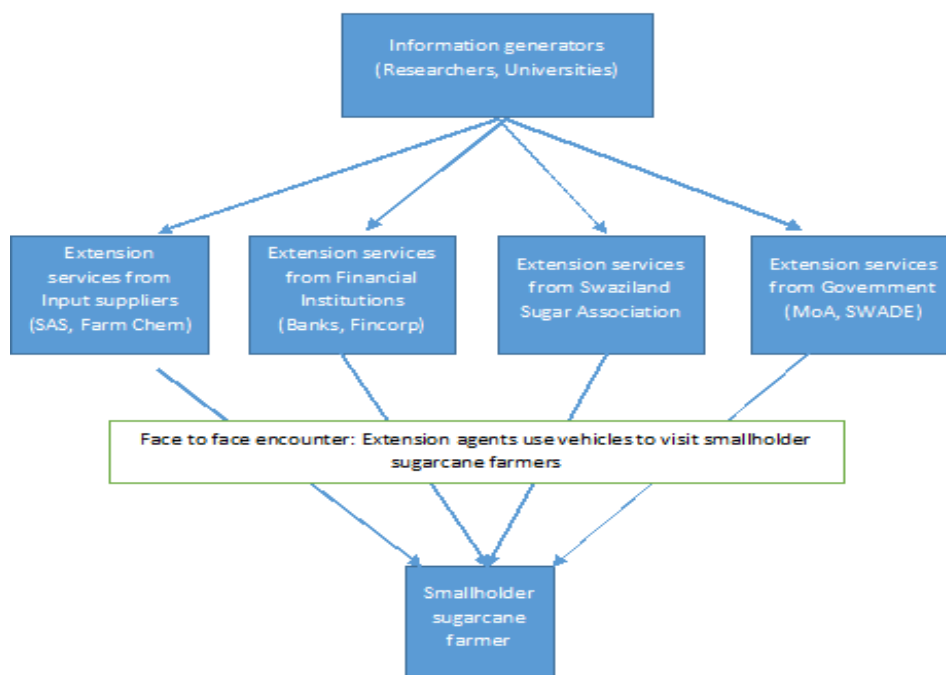 Information generators
(Researchers, Universities)
Extension
services from
Input suppliers
(SAS, Farm Chem)
Extension services
from Financial
Institutions
(Banks, Fincorp)
Extension services
from Swaziland
Sugar Association
Extension services
from Government
(MoA, SWADE)
Face to face encounter: Extension agents use vehicles to visit smallholder
sugarcane farmers
Smallholder
sugarcane
farmer